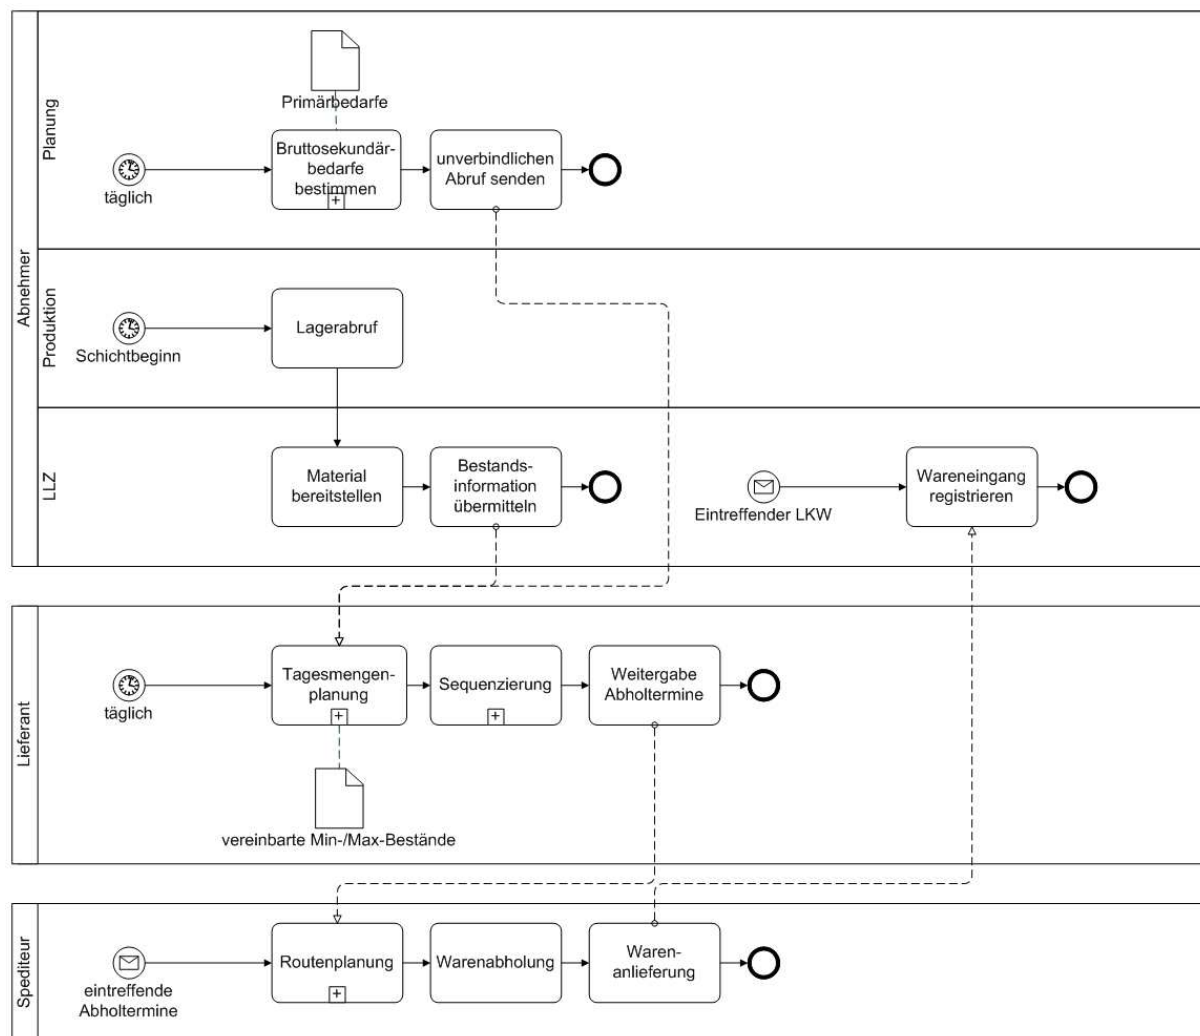 Abnehmer
Planung
Primärbedarfe
täglich
Bruttosekundär-
bedarfe
bestimmen
unverbindlichen
Abruf senden
Produktion
Schichtbeginn
Lagerabruf
LLZ
Material
bereitstellen
Bestands-
information
übermitteln
Eintreffender LKW
Wareneingang
registrieren
Lieferant
täglich
Tagesmengen-
planung
Sequenzierung
Weitergabe
Abholtermine
vereinbarte Min-/Max-Bestände
Spediteur
eintreffende
Abholtermine
Routenplanung
Warenabholung
Waren-
anlieferung